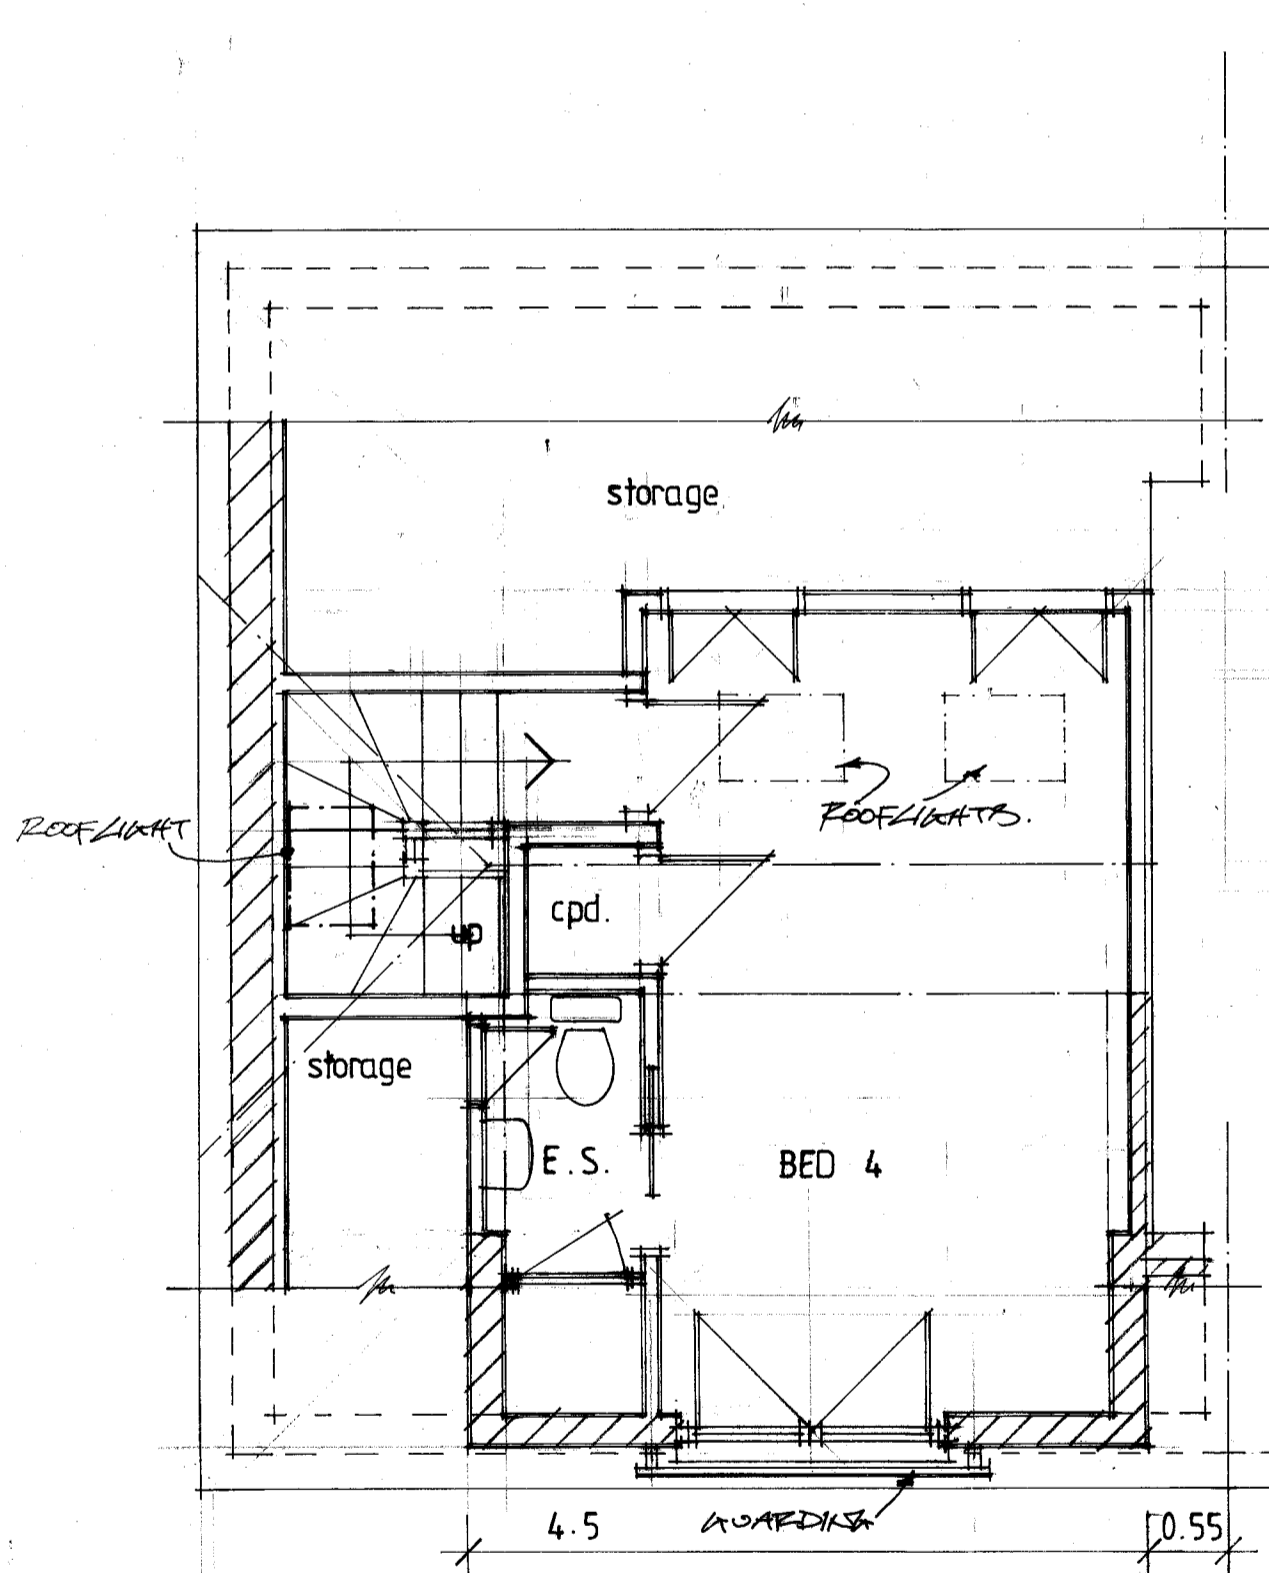 storage
ROOFLIGHT
ROOFLIGHTS.
cpd.
up
storage
E.S.
BED 4
4.5
GUARDING
0.55